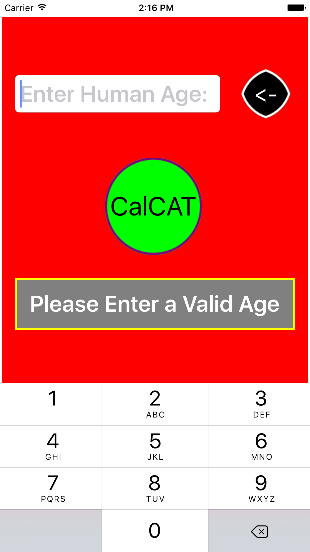 Carrier 2:16 PM
Enter Human Age:
<-
CalCAT
Please Enter a Valid Age
1 2 3
ABC DEF
4 5 6
GHI JKL MNO
7 8 9
PQRS TUV WXYZ
0